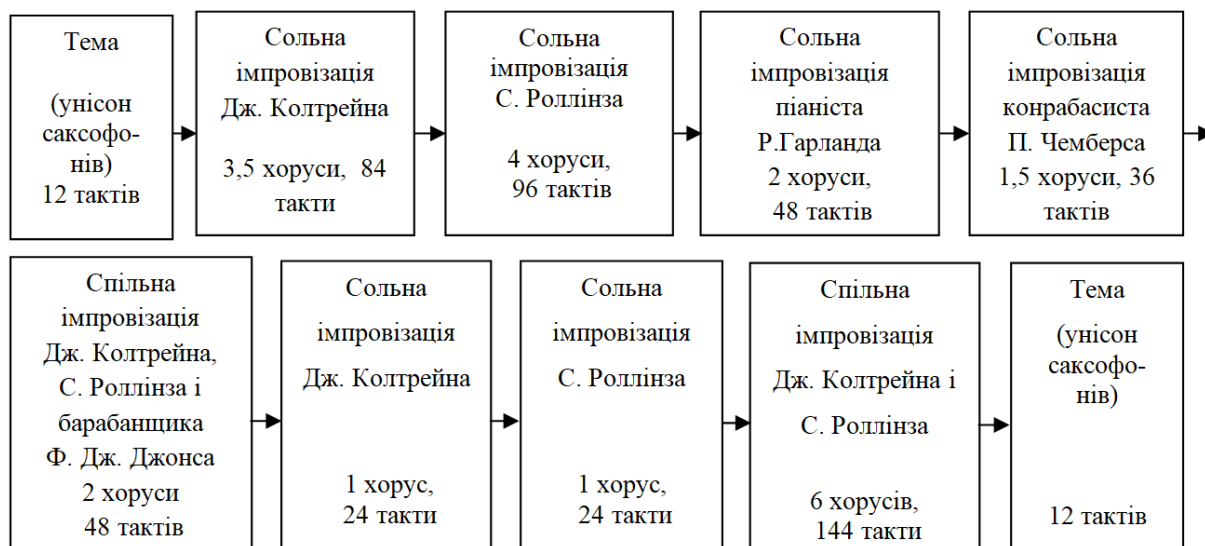 Тема
(унісон
саксофо-
нів)
12 тактів
Сольна
імпровізація
Дж. Колтрейна
3,5 хоруси, 84
такти
Сольна
імпровізація
С. Роллінза
4 хоруси,
96 тактів
Сольна
імпровізація
піаніста
Р.Гарланда
2 хоруси,
48 тактів
Сольна
імпровізація
конрабасиста
П. Чемберса
1,5 хоруси, 36
тактів
Спільна
імпровізація
Дж. Колтрейна,
С. Роллінза і
барабанщика
Ф. Дж. Джонса
2 хоруси
48 тактів
Сольна
імпровізація
Дж. Колтрейна
1 хорус,
24 такти
Сольна
імпровізація
С. Роллінза
1 хорус,
24 такти
Спільна
імпровізація
Дж. Колтрейна і
С. Роллінза
6 хорусів,
144 такти
Тема
(унісон
саксофо-
нів)
12 тактів